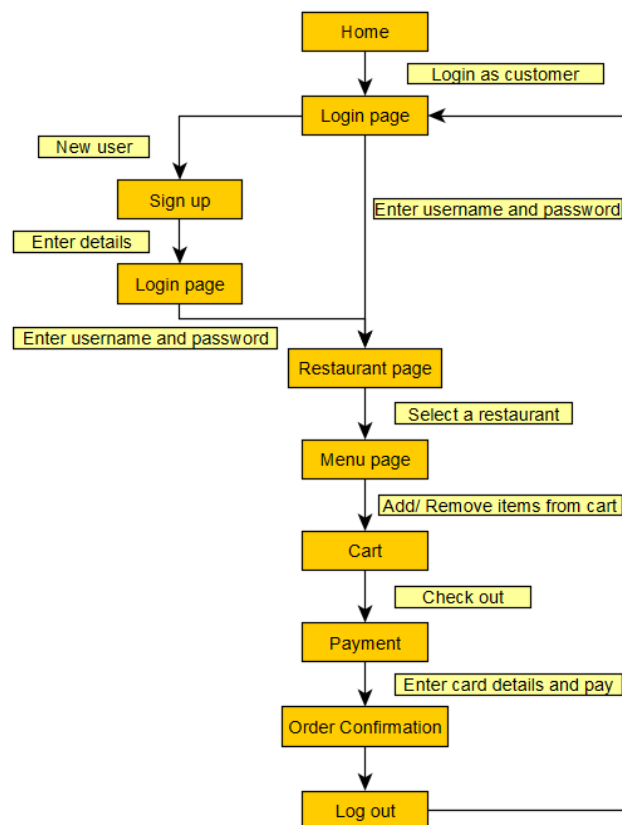 Home
Login as customer
Login page
New user
Sign up
Enter username and password
Enter details
Login page
Enter username and password
Restaurant page
Select a restaurant
Menu page
Add/ Remove items from cart
Cart
Check out
Payment
Enter card details and pay
Order Confirmation
Log out